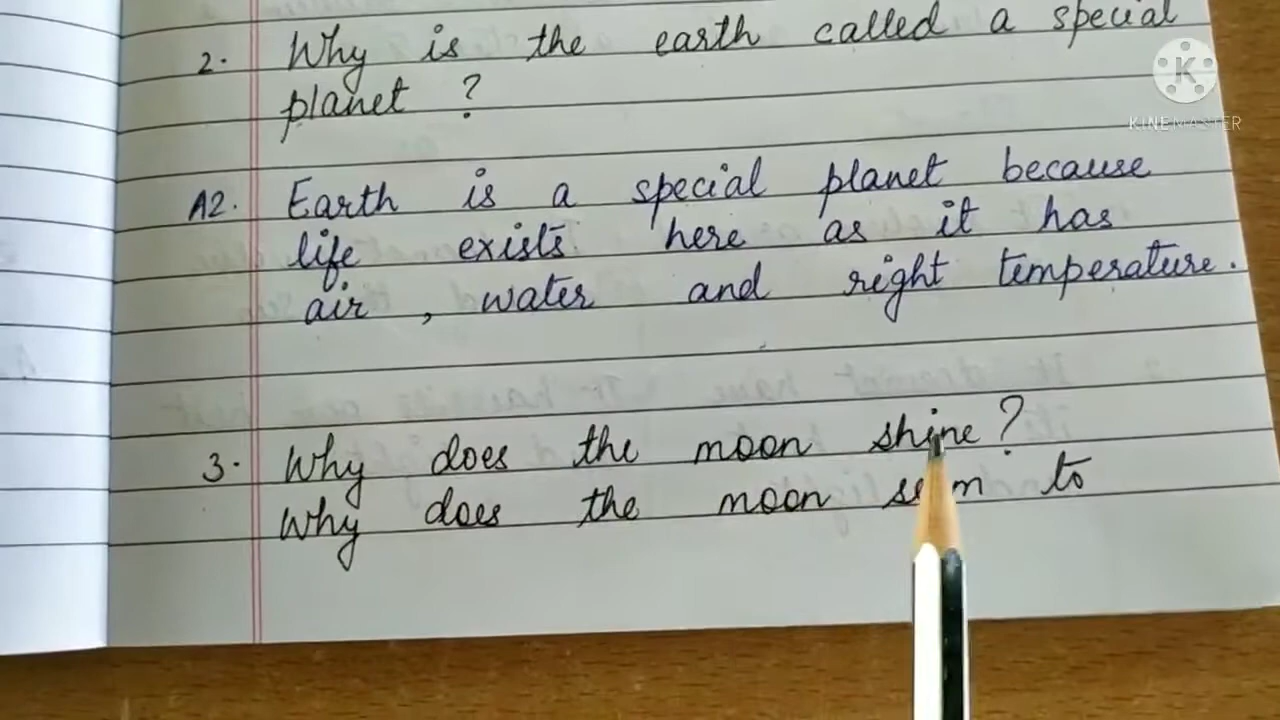 2. Why is the earth called a special
planet ?
A2. Earth is a special planet because
life exists here as it has
air , water and right temperature.
3. Why does the moon shine ?
Why does the moon seem to
K
KINEMASTER